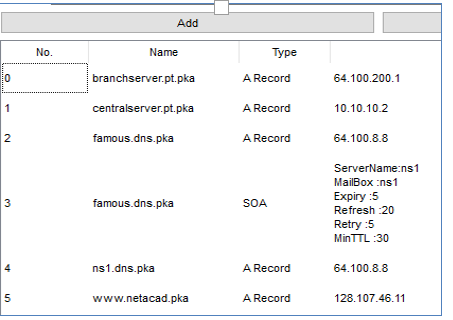 Add
No. Name Type
0 branchserver.pt.pka A Record 64.100.200.1
1 centralserver.pt.pka A Record 10.10.10.2
2 famous.dns.pka A Record 64.100.8.8
3 famous.dns.pka SOA ServerName:ns1
MailBox :ns1
Expiry :5
Refresh :20
Retry :5
MinTTL :30
4 ns1.dns.pka A Record 64.100.8.8
5 www.netacad.pka A Record 128.107.46.11